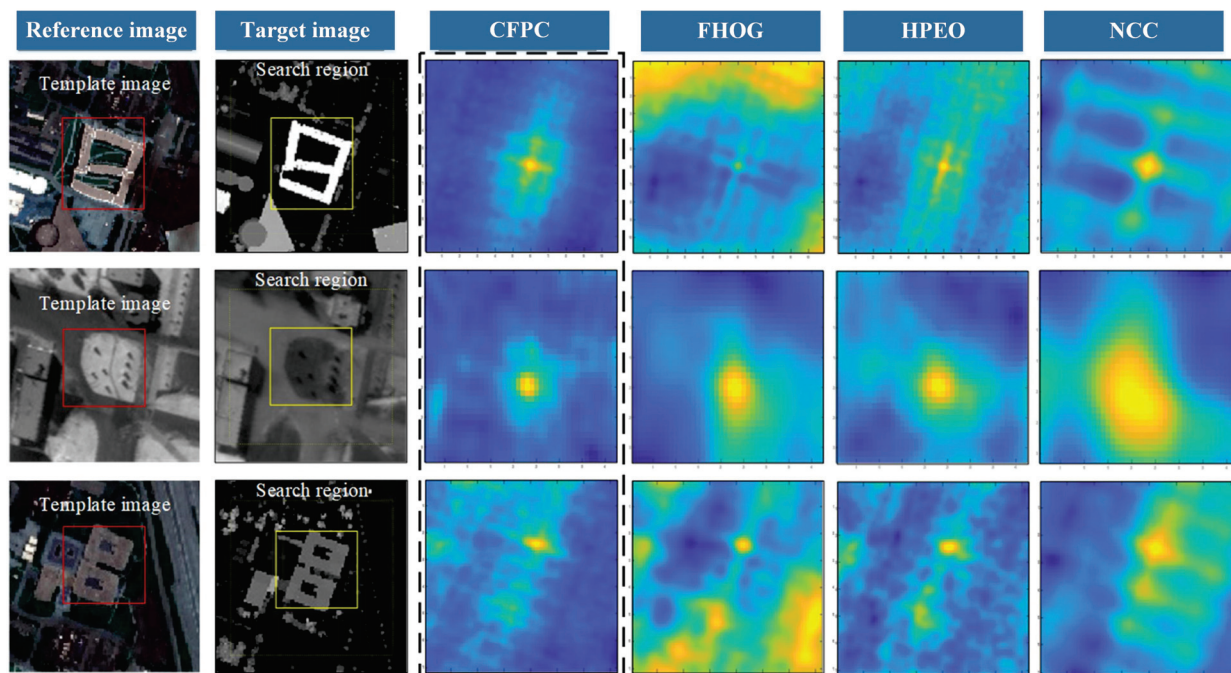 Reference image
Target image
CFPC
FHOG
HPEO
NCC
Template image
Search region
Template image
Search region
Template image
Search region